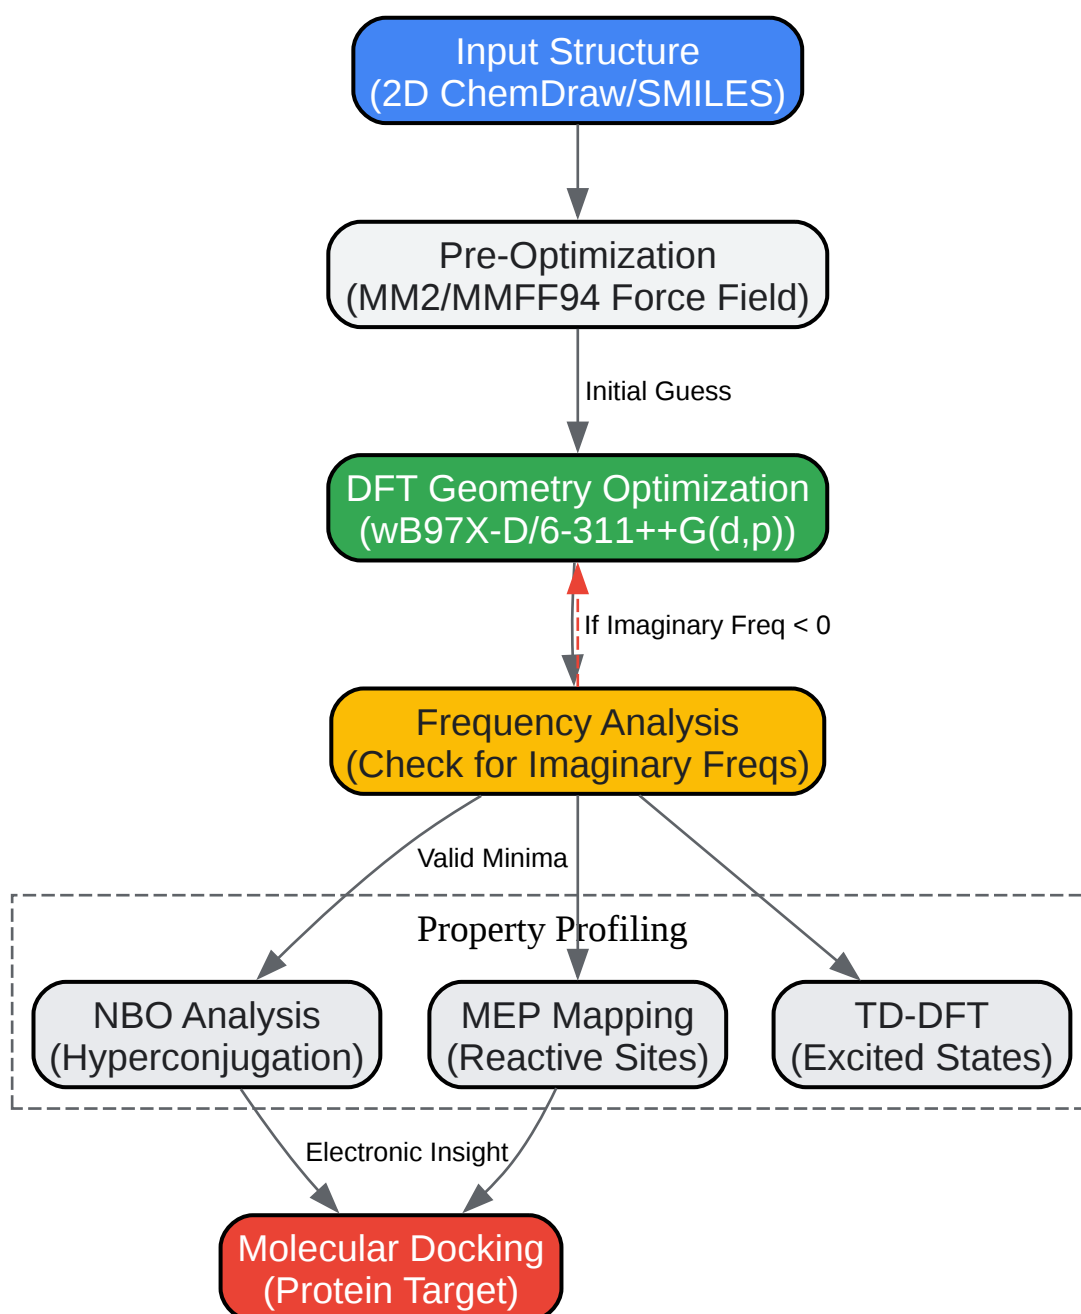 Input Structure
(2D ChemDraw/SMILES)
Pre-Optimization
(MM2/MMFF94 Force Field)
Initial Guess
DFT Geometry Optimization
(wB97X-D/6-311++G(d,p))
If Imaginary Freq < 0
Frequency Analysis
(Check for Imaginary Freqs)
Valid Minima
Property Profiling
NBO Analysis
(Hyperconjugation)
MEP Mapping
(Reactive Sites)
TD-DFT
(Excited States)
Electronic Insight
Molecular Docking
(Protein Target)